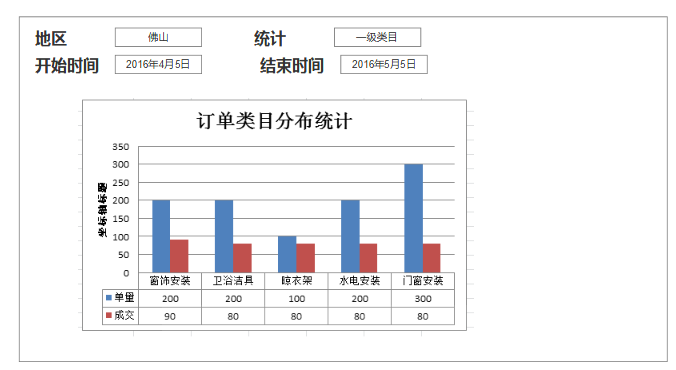 地区 佛山 统计 一级类目
开始时间 2016年4月5日 结束时间 2016年5月5日
订单类目分布统计
坐标轴标题
350
300
250
200
150
100
50
0
窗饰安装 卫浴洁具 晾衣架 水电安装 门窗安装
单量 200 200 100 200 300
成交 90 80 80 80 80